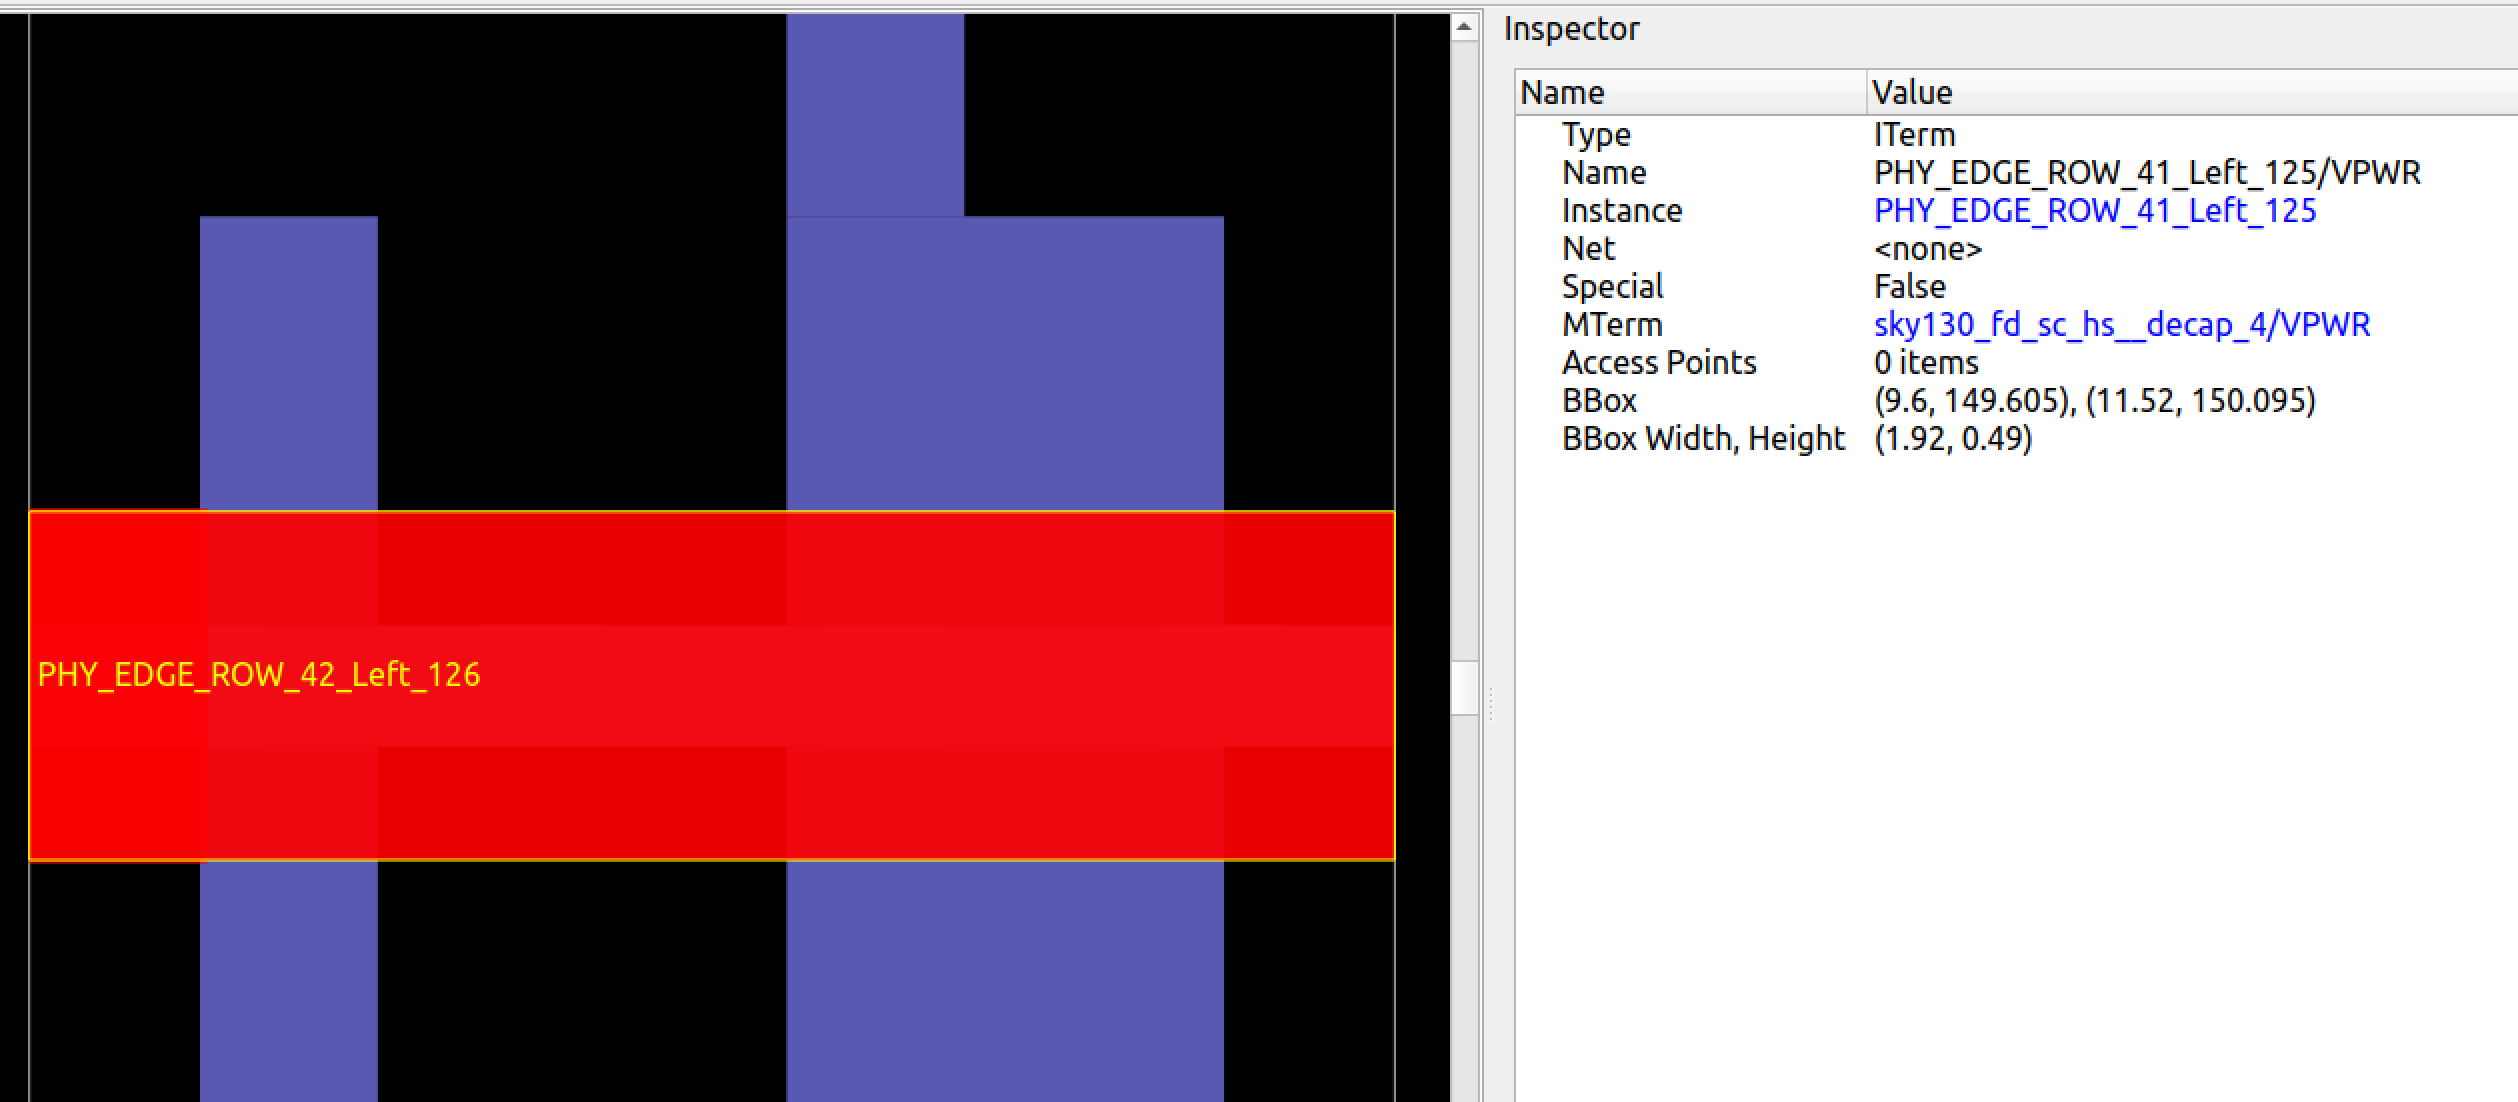 Inspector
Name Value
Type ITerm
Name PHY_EDGE_ROW_41_Left_125/VPWR
Instance PHY_EDGE_ROW_41_Left_125
Net <none>
Special False
MTerm sky130_fd_sc_hs__decap_4/VPWR
Access Points 0 items
BBox (9.6, 149.605), (11.52, 150.095)
BBox Width, Height (1.92, 0.49)
PHY_EDGE_ROW_42_Left_126